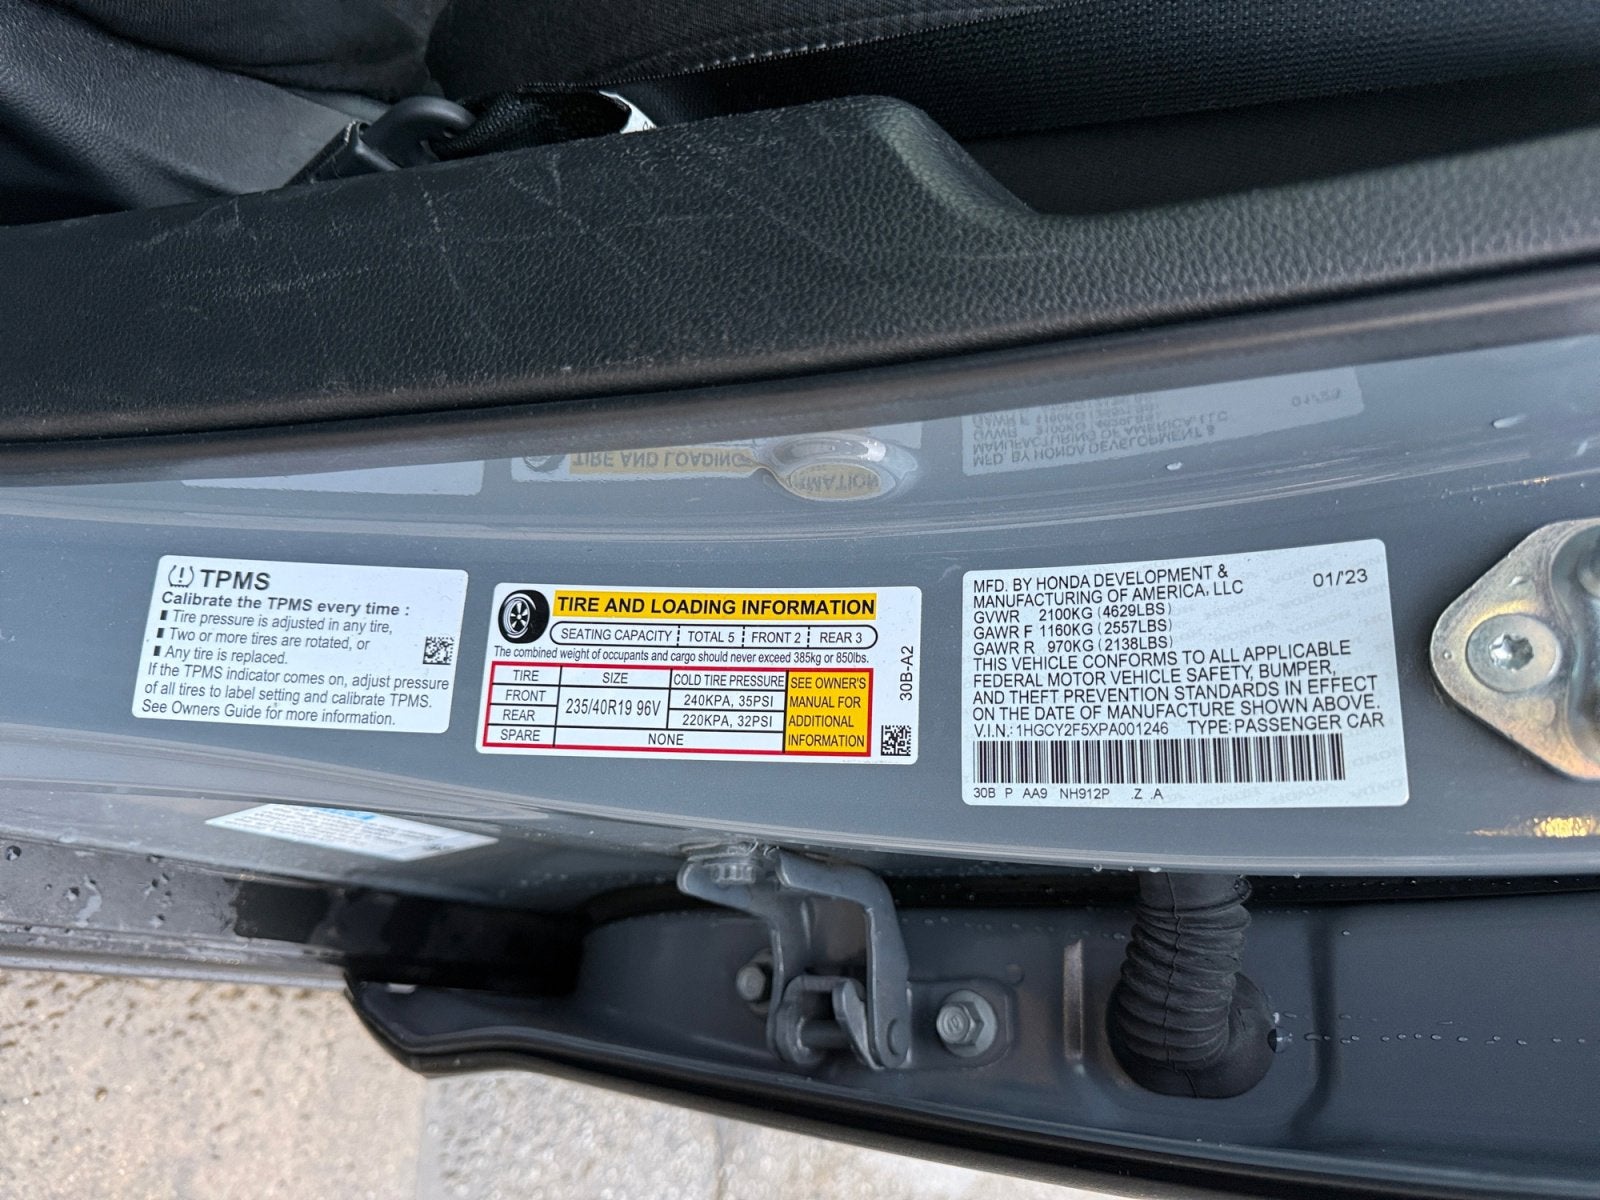 TPMS
Calibrate the TPMS every time :
Tire pressure is adjusted in any tire,
Two or more tires are rotated, or
Any tire is replaced.
If the TPMS indicator comes on, adjust pressure
of all tires to label setting and calibrate TPMS.
See Owners Guide for more information.
TIRE AND LOADING INFORMATION
SEATING CAPACITY TOTAL 5 FRONT 2 REAR 3
The combined weight of occupants and cargo should never exceed 385kg or 850lbs.
TIRE SIZE COLD TIRE PRESSURE
FRONT 235/40R19 96V 240KPA, 35PSI
REAR 220KPA, 32PSI
SPARE NONE
SEE OWNER'S
MANUAL FOR
ADDITIONAL
INFORMATION
30B-A2
MFD. BY HONDA DEVELOPMENT & 01/'23
MANUFACTURING OF AMERICA, LLC
GVWR 2100KG (4629LBS)
GAWR F 1160KG (2557LBS)
GAWR R 970KG (2138LBS)
THIS VEHICLE CONFORMS TO ALL APPLICABLE
FEDERAL MOTOR VEHICLE SAFETY, BUMPER,
AND THEFT PREVENTION STANDARDS IN EFFECT
ON THE DATE OF MANUFACTURE SHOWN ABOVE.
V.I.N.: 1HGCY2F5XPA001246 TYPE: PASSENGER CAR
30B P AA9 NH912P .Z .A